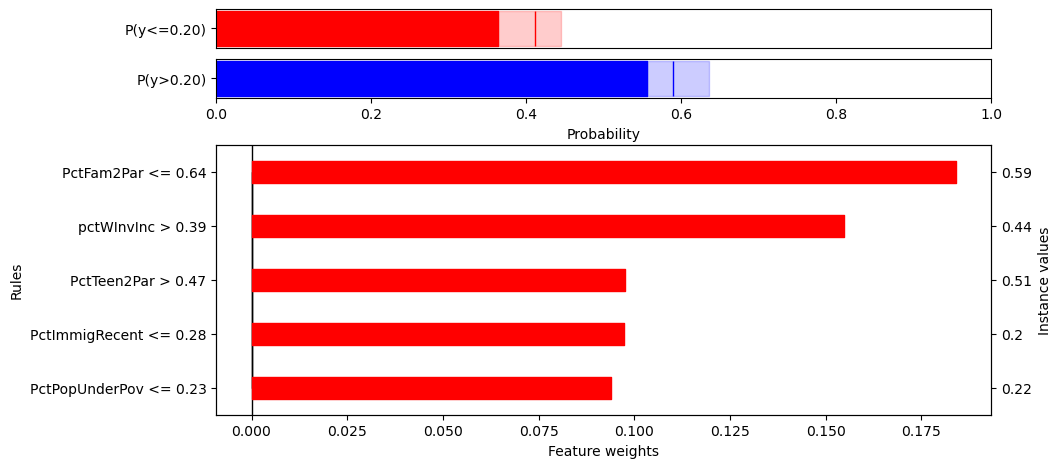 P(y<=0.20)
P(y>0.20)
0.0 0.2 0.4 0.6 0.8 1.0
Probability
PctFam2Par <= 0.64 0.59
pctWInvInc > 0.39 0.44
PctTeen2Par > 0.47 0.51
PctImmigRecent <= 0.28 0.2
PctPopUnderPov <= 0.23 0.22
Rules
Instance values
0.000 0.025 0.050 0.075 0.100 0.125 0.150 0.175
Feature weights